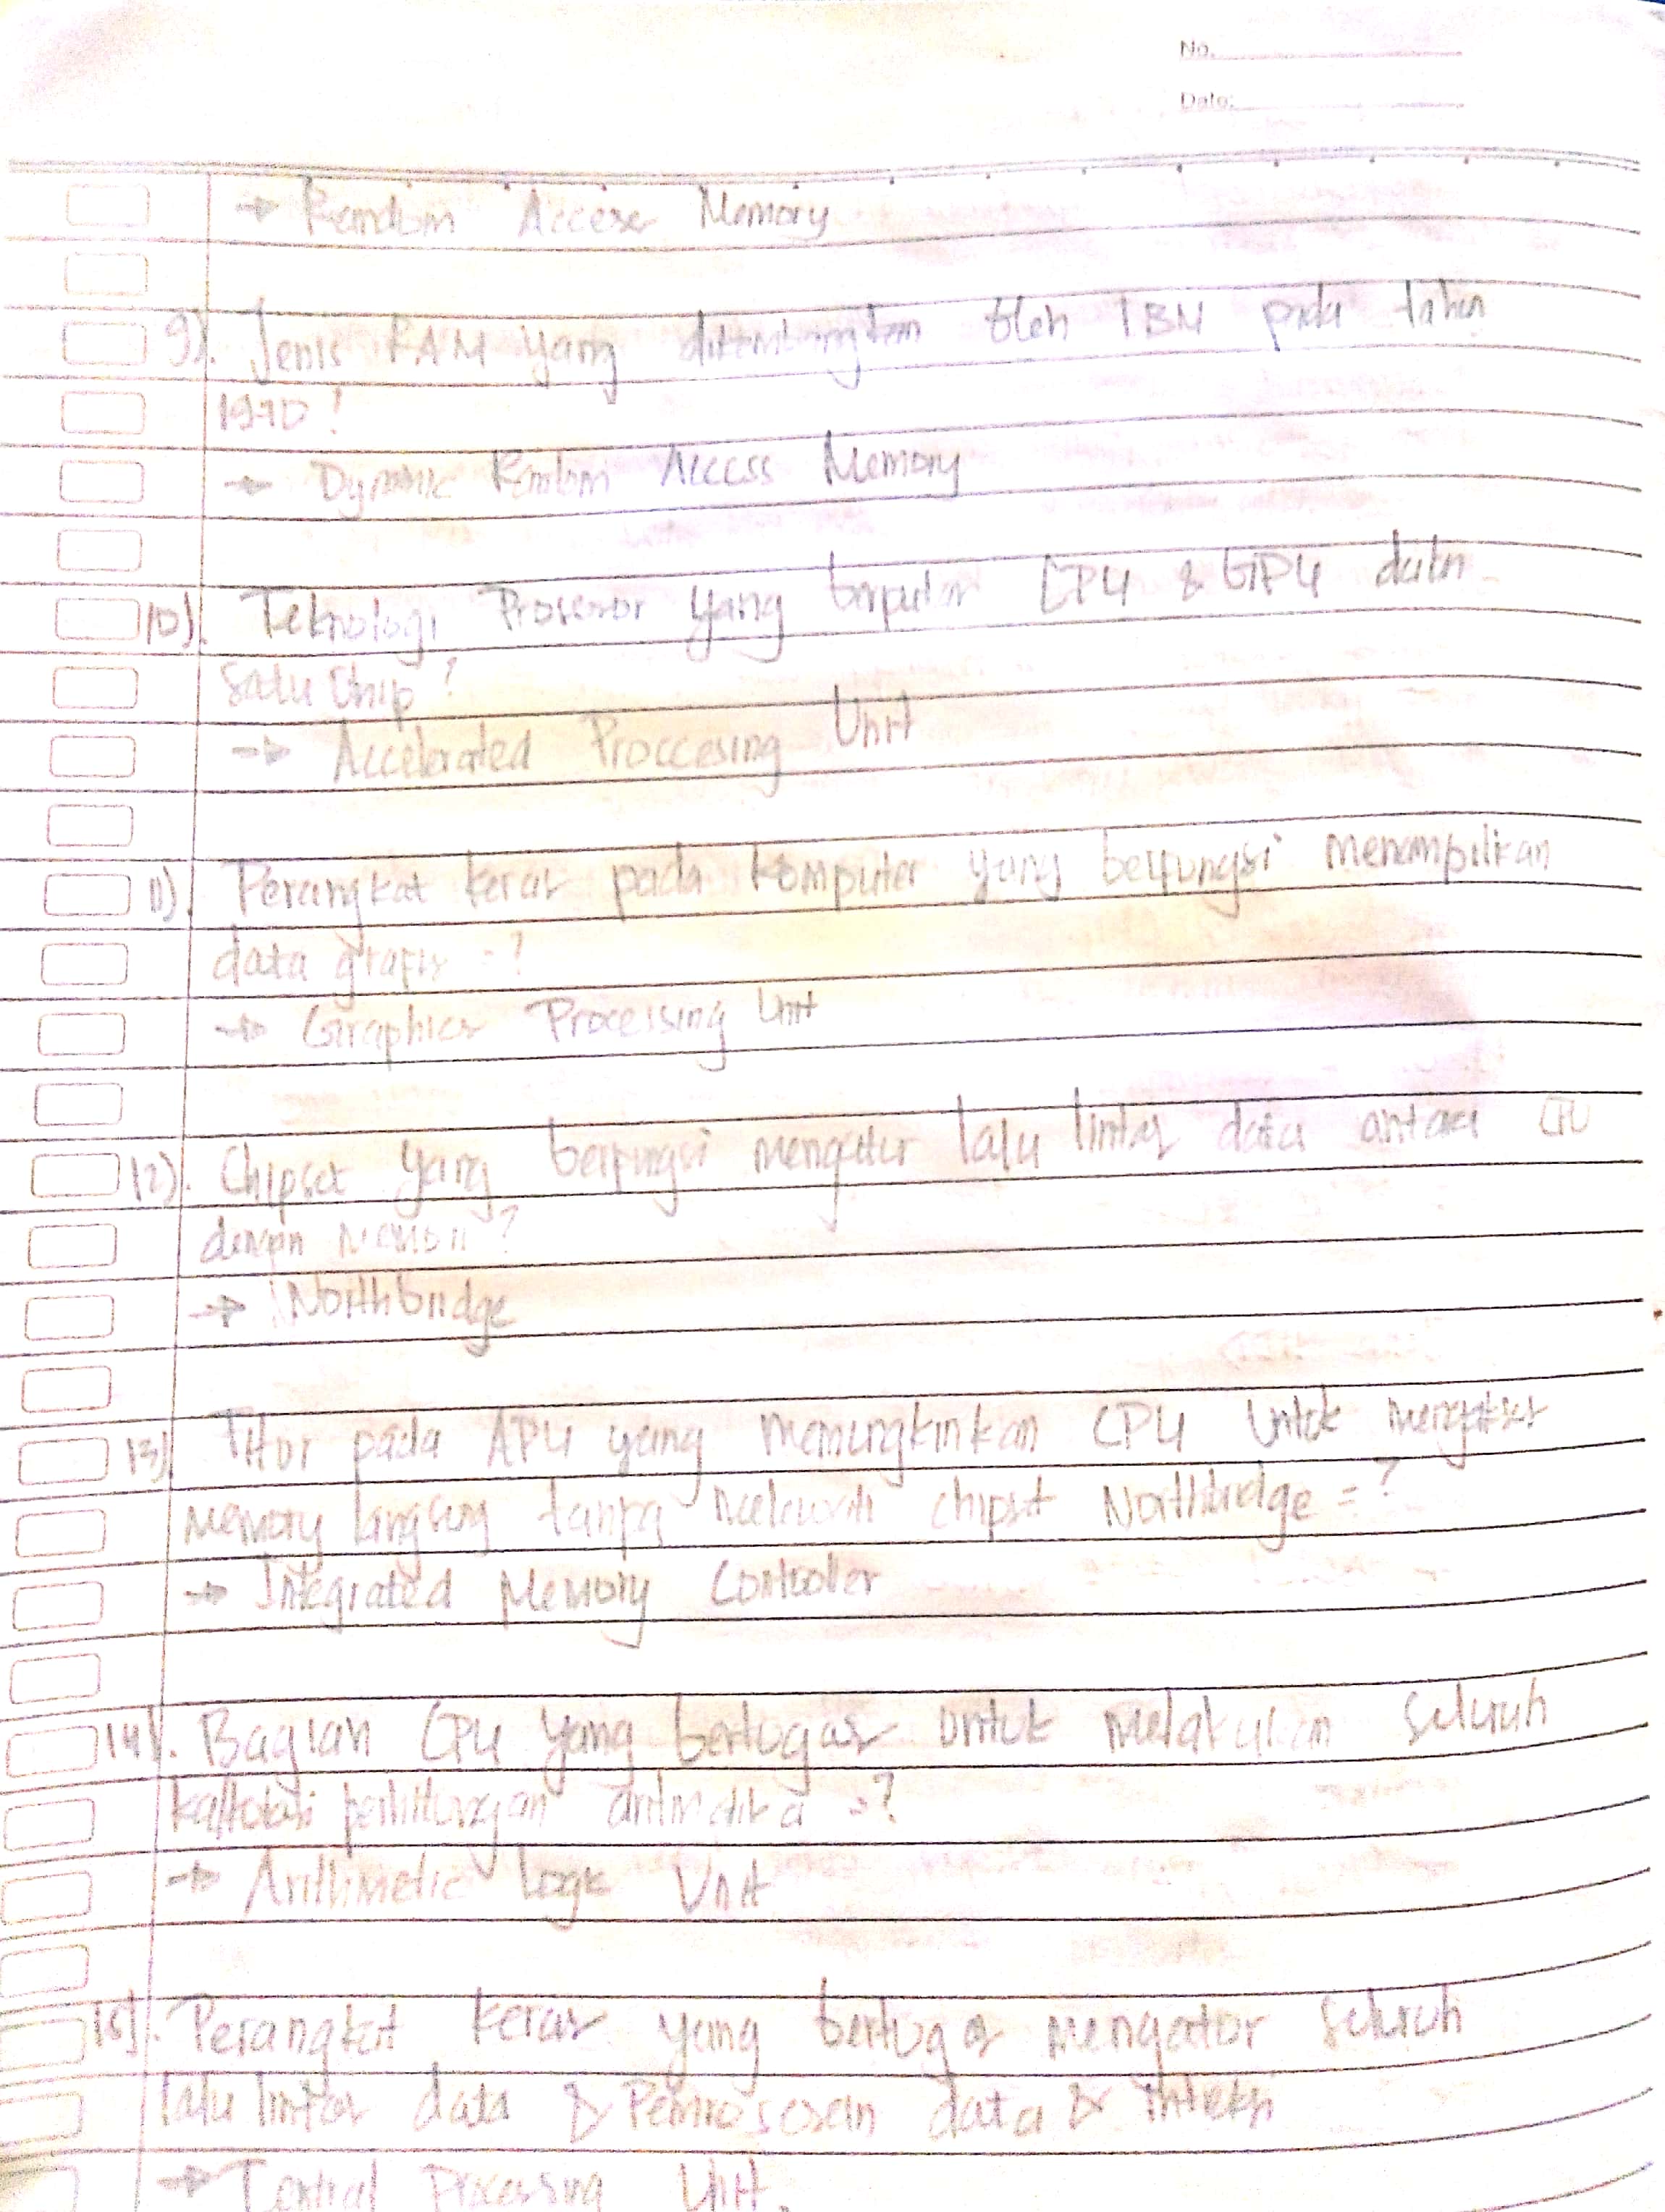 No.
Date:
→ Random Access Memory
9). Jenis RAM yang dikembangkan oleh IBM pada tahun
1970!
→ Dynamic Random Access Memory
10). Teknologi Prosesor yang CPU & GPU dalam
Satu Chip?
→ Accelerated Proccesing Unit
11). Perangkat keras pada komputer yang berfungsi menampilkan
data grafis = ?
→ Graphics Processing Unit
12). Chipset yang berfungsi mengatur lalu lintas data antara CPU
dengan Memori?
→ Northbridge
13) Fitur pada APU yang memungkinkan CPU Untuk mengakses
Memory langsung tanpa melewati chipset Northbridge = ?
→ Integrated Memory Controller
14). Bagian CPU yang bertugas untuk Melakukan seluruh
perhitungan aritmatika = ?
→ Arithmetic Logic Unit
15). Perangkat keras yang bertugas mengatur seluruh
lalu lintas data & Pemrosesan data &
→ Central Processing Unit.